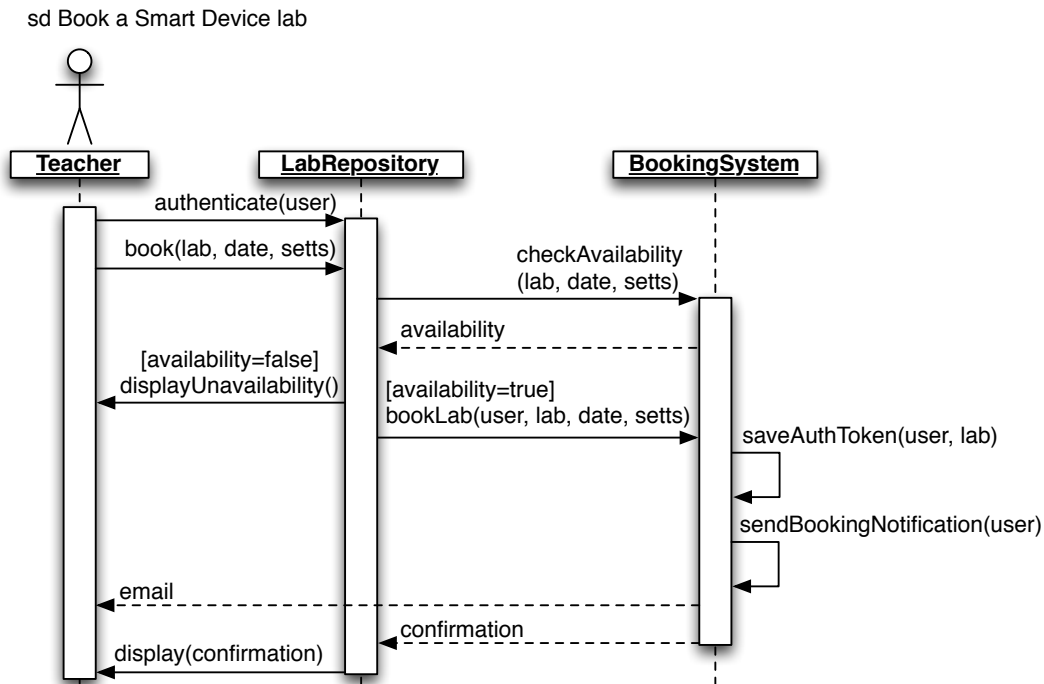 sd Book a Smart Device lab
Teacher
LabRepository
BookingSystem
authenticate(user)
book(lab, date, setts)
checkAvailability
(lab, date, setts)
availability
[availability=false]
displayUnavailability()
[availability=true]
bookLab(user, lab, date, setts)
saveAuthToken(user, lab)
sendBookingNotification(user)
email
confirmation
display(confirmation)